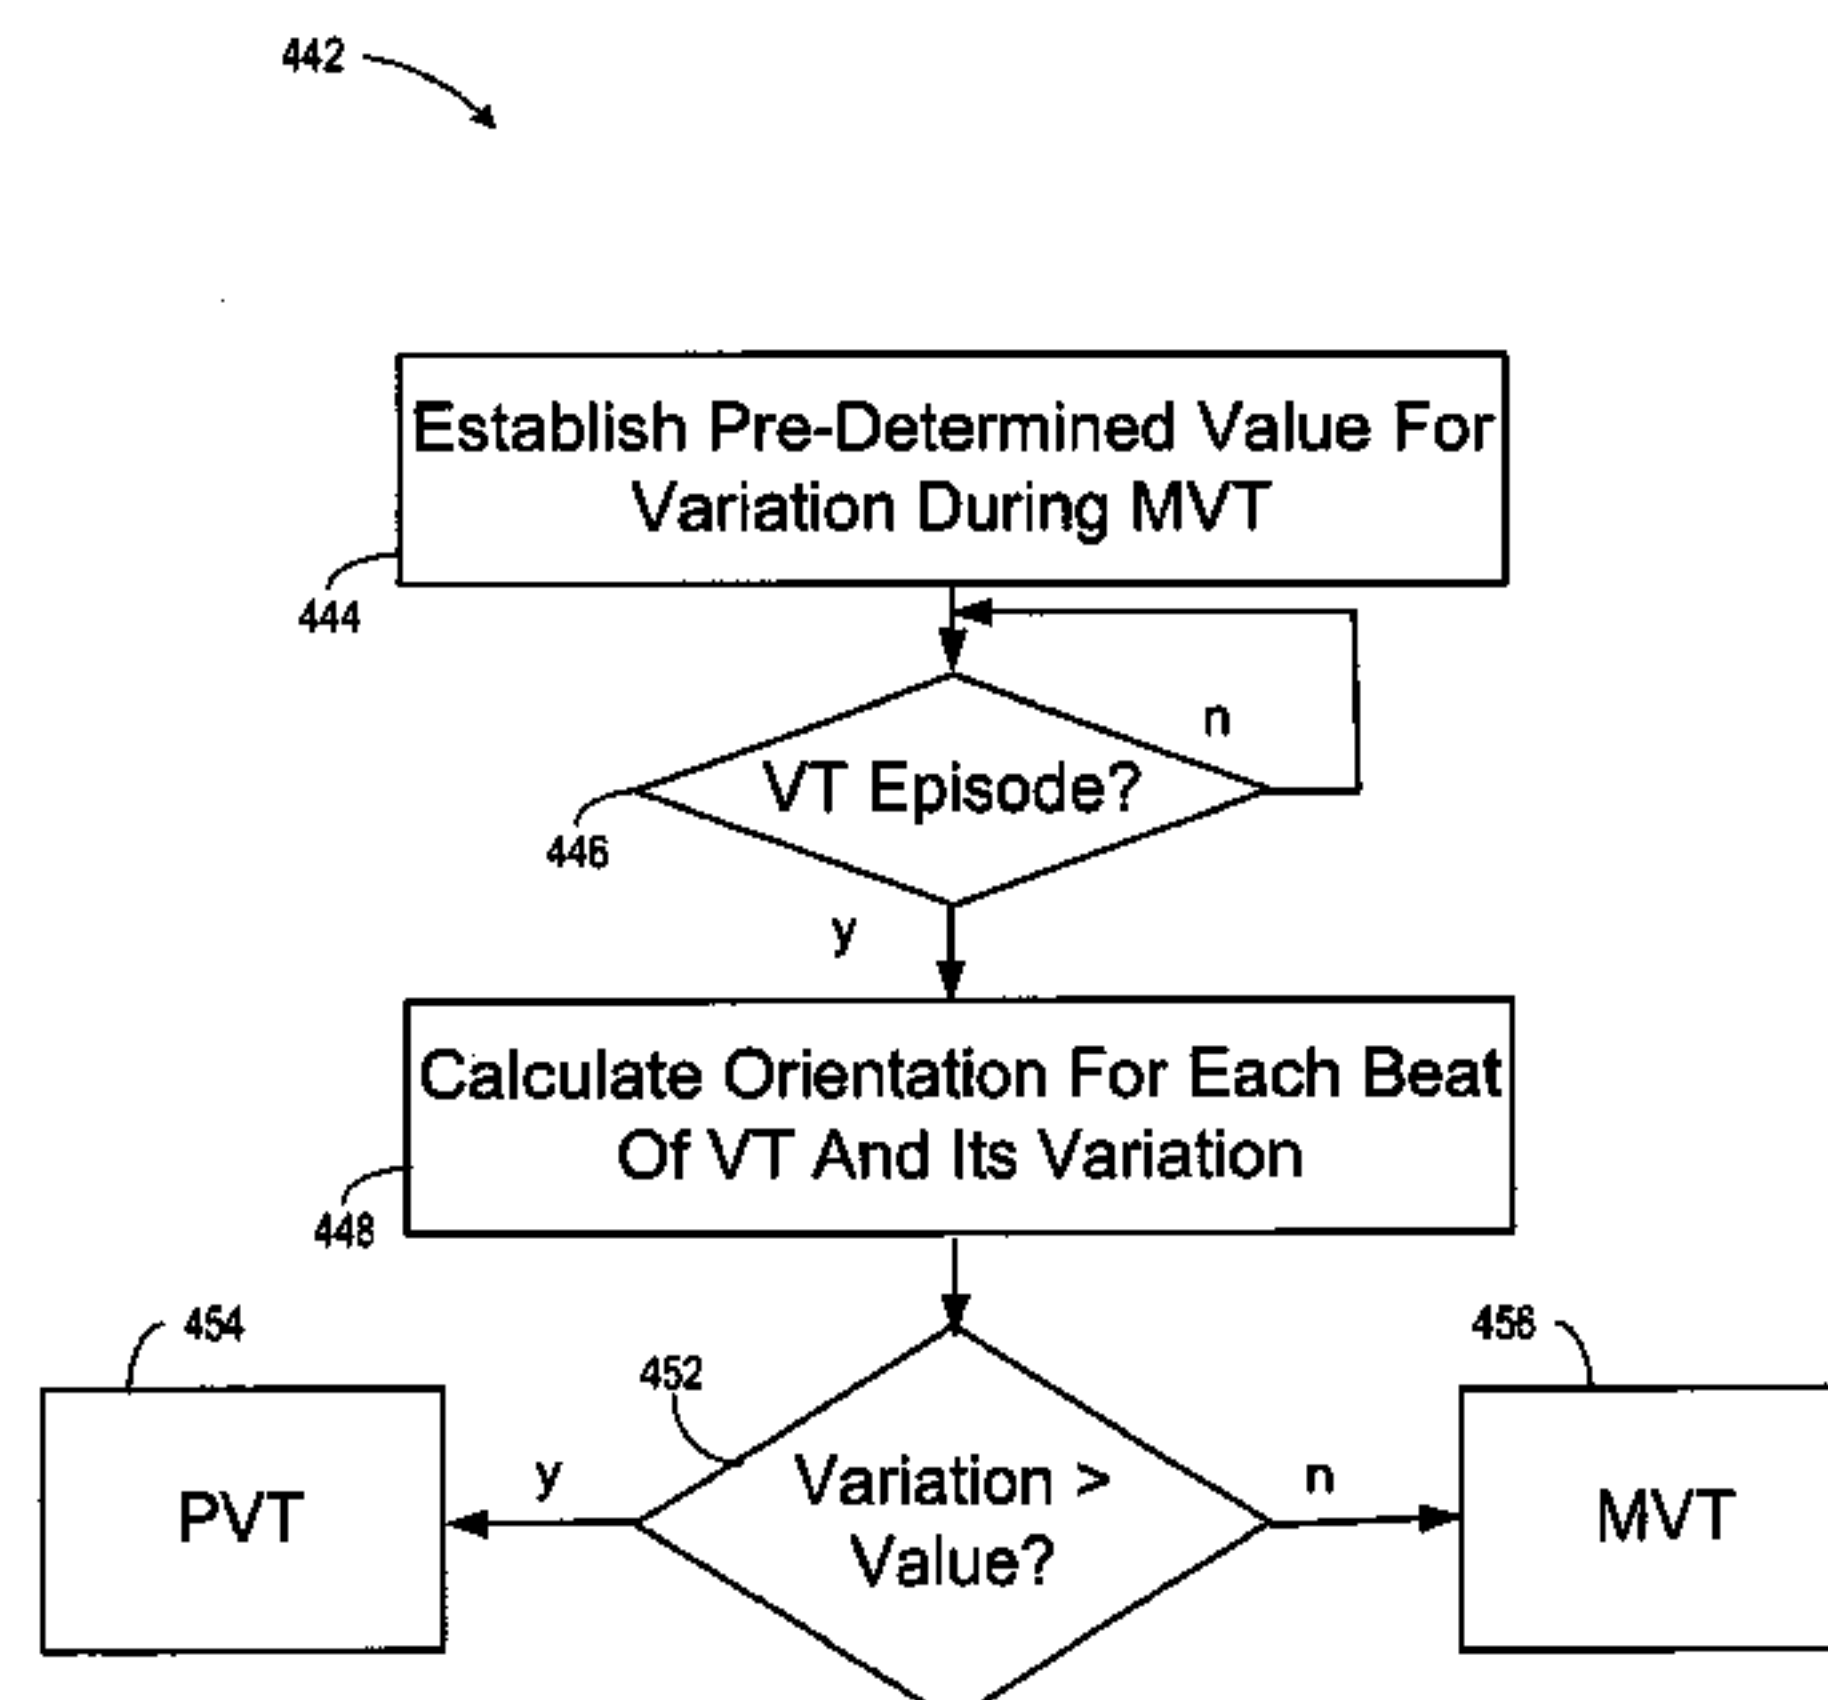 442
Establish Pre-Determined Value For
Variation During MVT
444
n
VT Episode?
446
y
Calculate Orientation For Each Beat
Of VT And Its Variation
448
454
452
456
y
Variation >
n
PVT
MVT
Value?